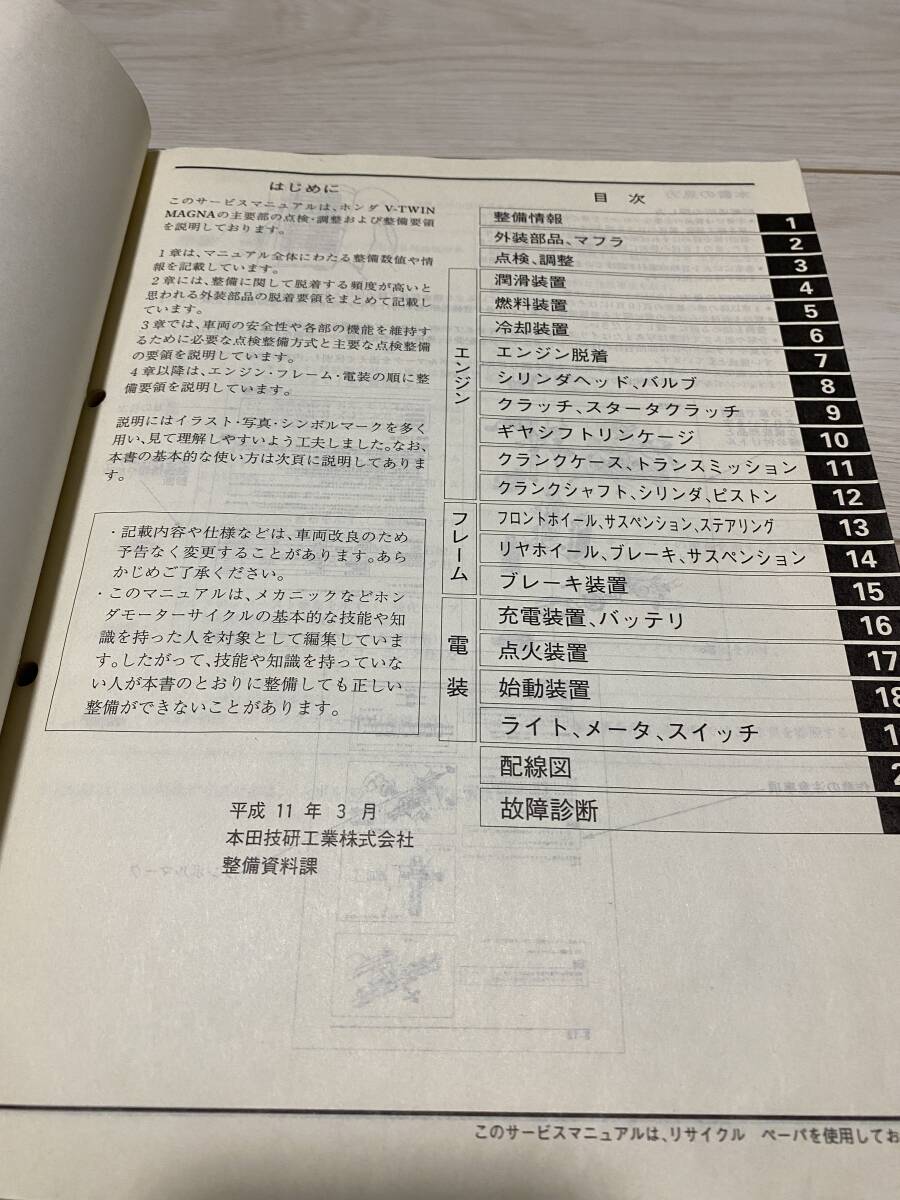 はじめに
このサービスマニュアルは、ホンダ V-TWIN
MAGNAの主要部の点検・調整および整備要領
を説明しております。
1章は、マニュアル全体にわたる整備数値や情
報を記載しています。
2章には、整備に関して脱着する頻度が高いと
思われる外装部品の脱着要領をまとめて記載し
ています。
3章では、車両の安全性や各部の機能を維持す
るために必要な点検整備方式と主要な点検整備
の要領を説明しています。
4章以降は、エンジン・フレーム・電装の順に整
備要領を説明しています。
説明にはイラスト・写真・シンボルマークを多く
用い、見て理解しやすいよう工夫しました。なお、
本書の基本的な使い方は次頁に説明してありま
す。
・記載内容や仕様などは、車両改良のため
予告なく変更することがあります。あら
かじめご了承ください。
・このマニュアルは、メカニックなどホン
ダモーターサイクルの基本的な技能や知
識を持った人を対象として編集していま
す。したがって、技能や知識を持っていな
い人が本書のとおりに整備しても正しい
整備ができないことがあります。
平成 11 年 3 月
本田技研工業株式会社
整備資料課
目 次
整備情報 1
外装部品、マフラ 2
点検、調整 3
エンジン
潤滑装置 4
燃料装置 5
冷却装置 6
エンジン脱着 7
シリンダヘッド、バルブ 8
クラッチ、スタータクラッチ 9
ギヤシフトリンケージ 10
クランクケース、トランスミッション 11
クランクシャフト、シリンダ、ピストン 12
フレーム
フロントホイール、サスペンション、ステアリング 13
リヤホイール、ブレーキ、サスペンション 14
ブレーキ装置 15
電装
充電装置、バッテリ 16
点火装置 17
始動装置 18
ライト、メータ、スイッチ 1
配線図 2
故障診断
このサービスマニュアルは、リサイクル ペーパを使用してお